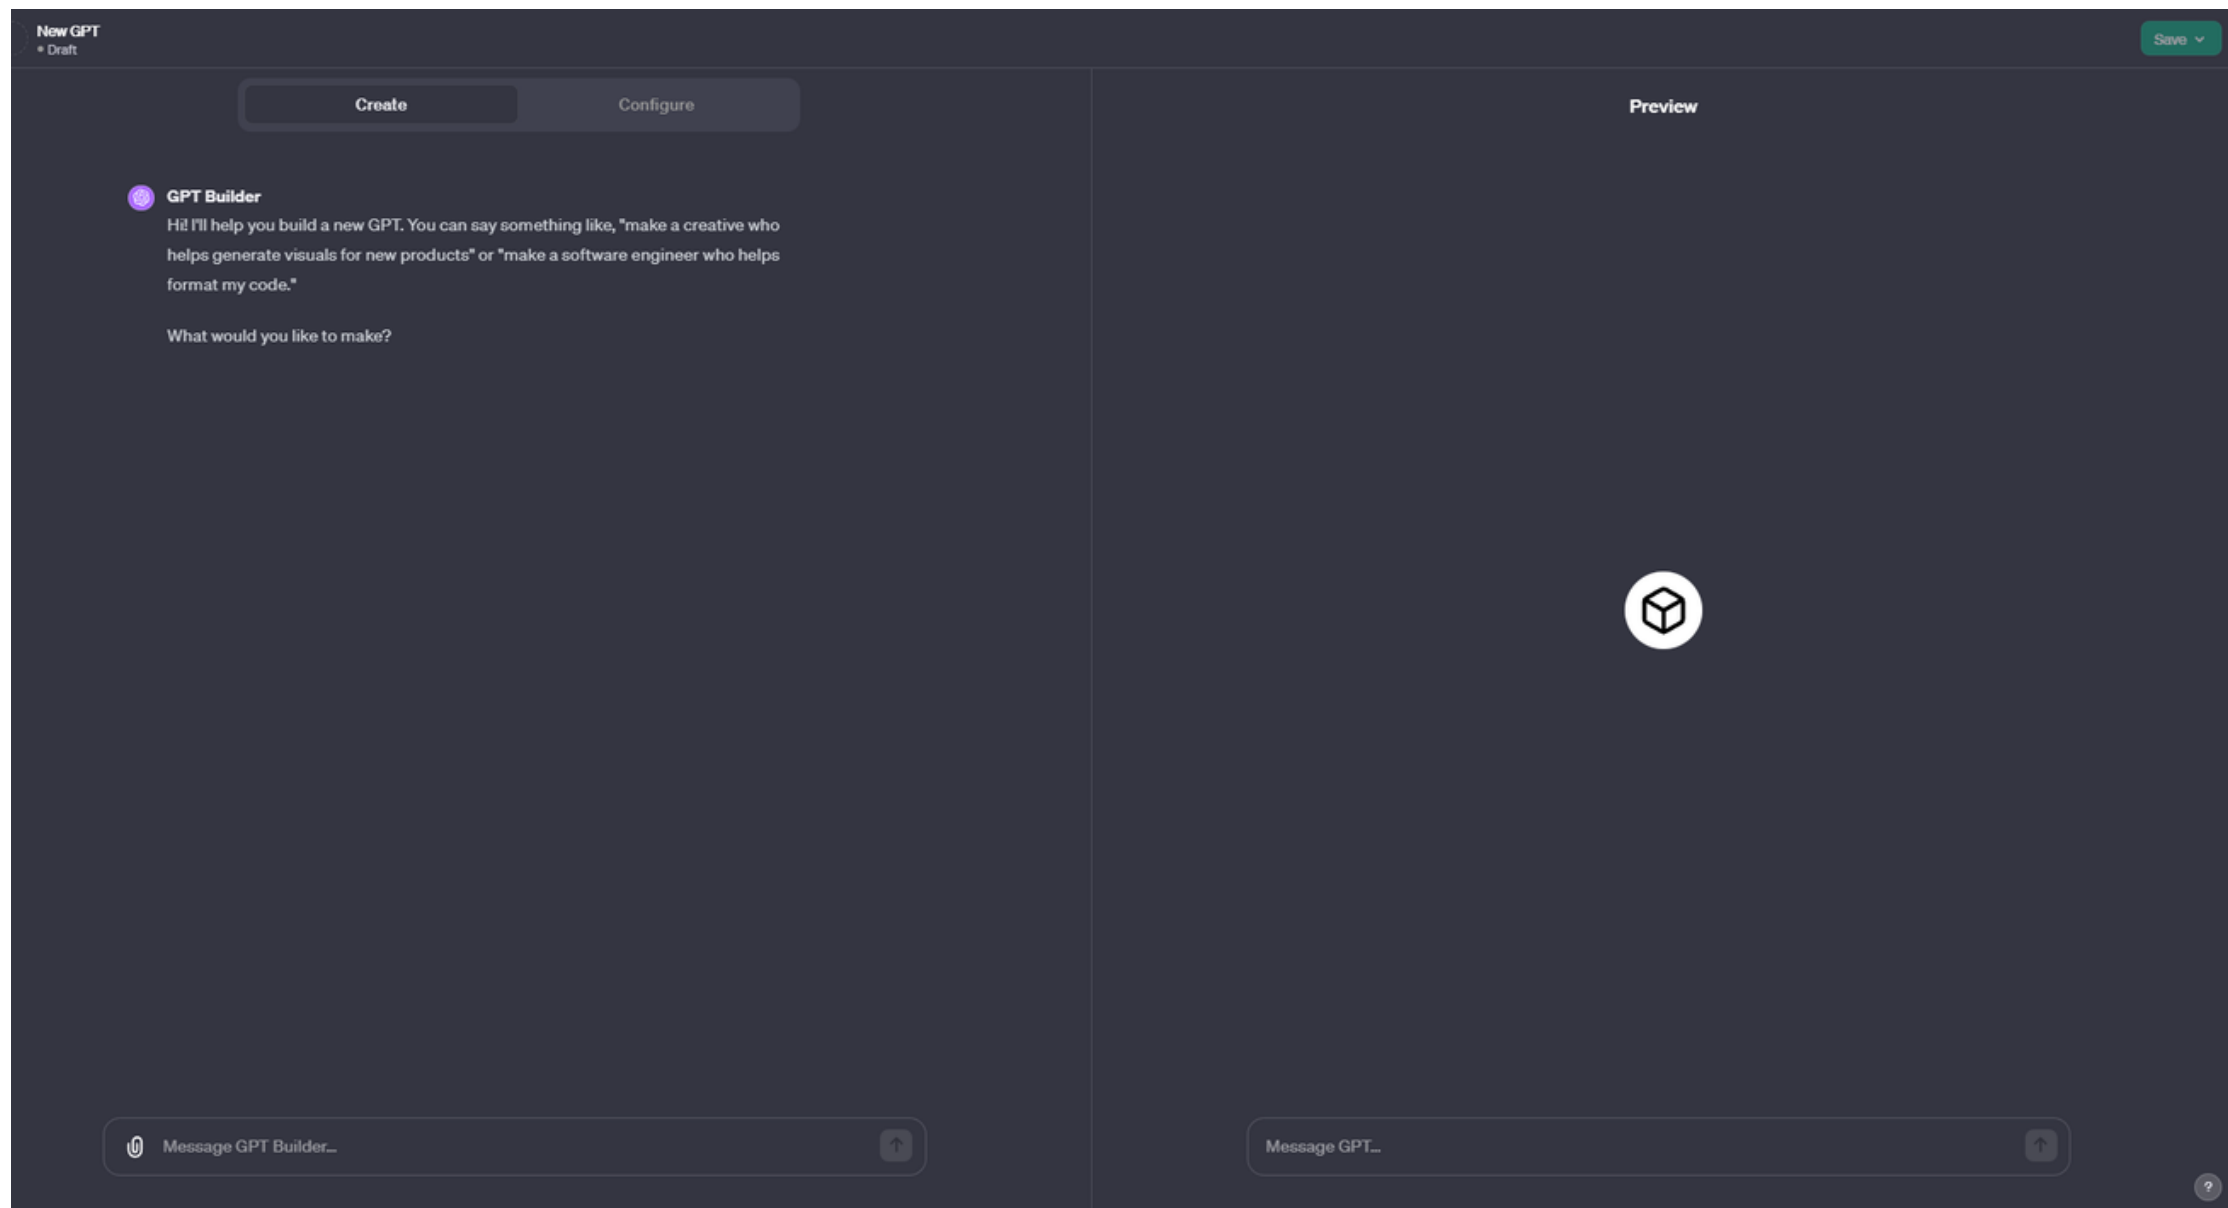 New GPT
• Draft
Save
Create
Configure
Preview
GPT Builder
Hi! I'll help you build a new GPT. You can say something like, "make a creative who
helps generate visuals for new products" or "make a software engineer who helps
format my code."
What would you like to make?
Message GPT Builder...
Message GPT...
?